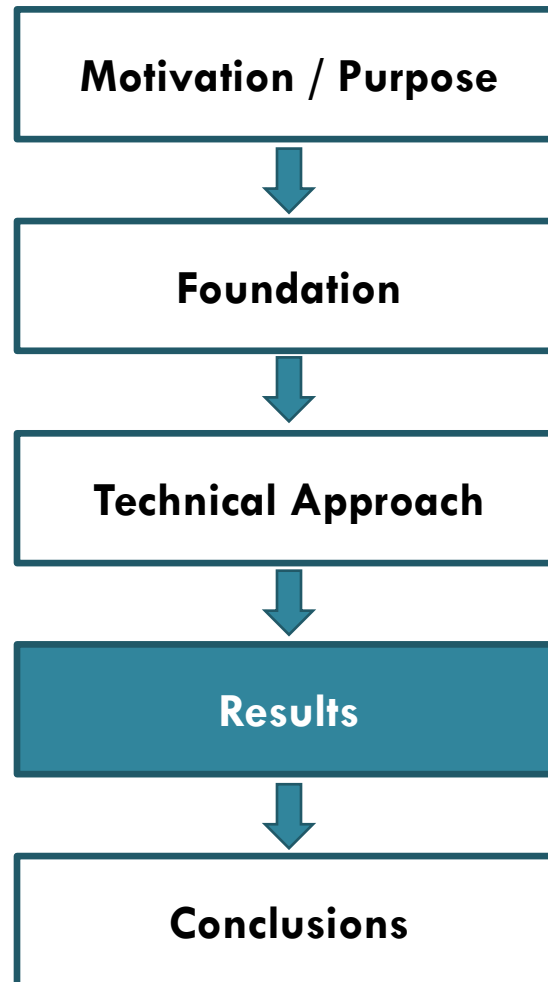 Motivation / Purpose
Foundation
Technical Approach
Results
Conclusions